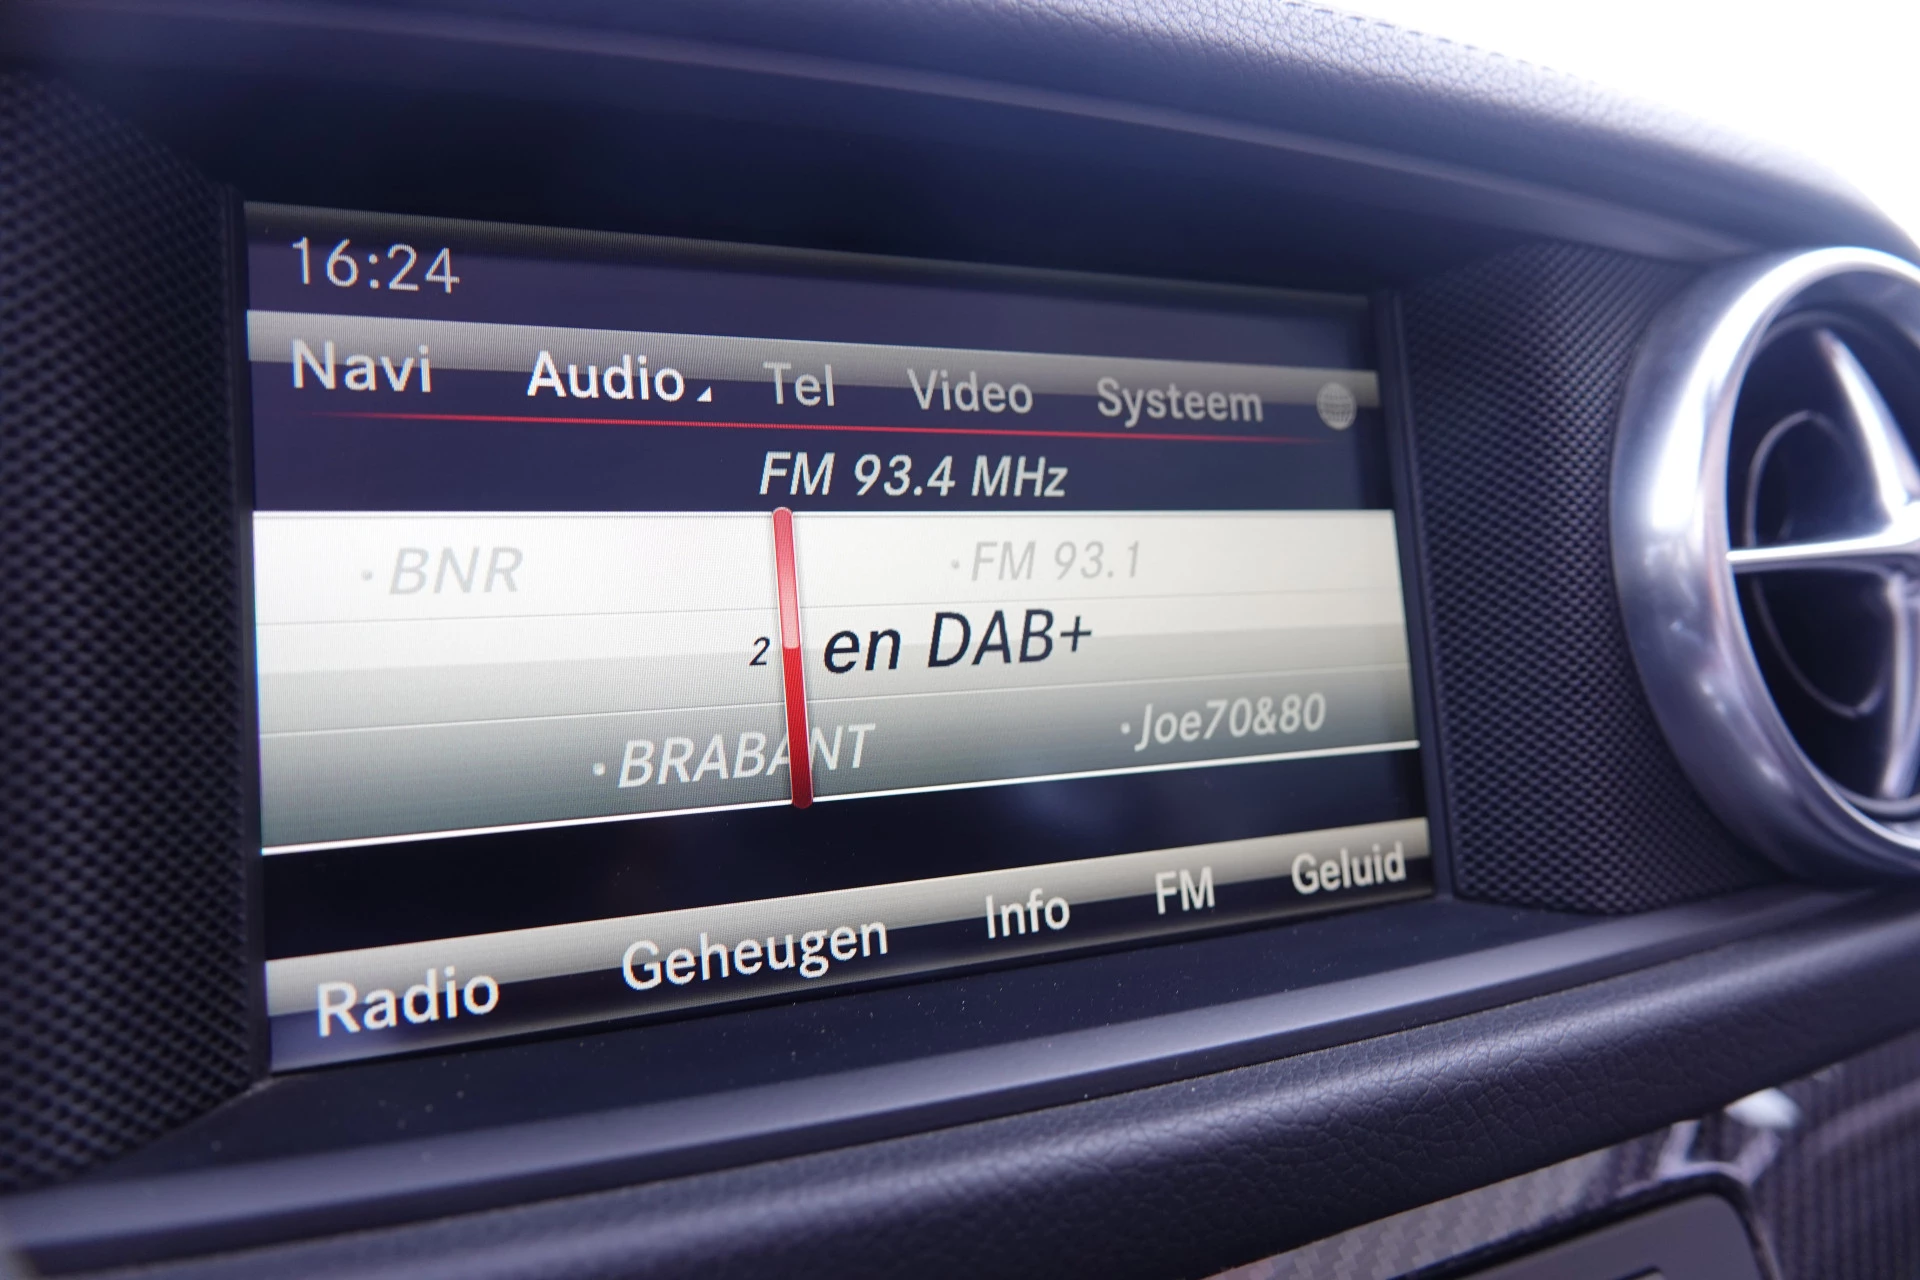 16:24
Navi Audio Tel Video Systeem
FM 93.4 MHz
·BNR ·FM 93.1
2 en DAB+
·BRABANT ·Joe70&80
Radio Geheugen Info FM Geluid